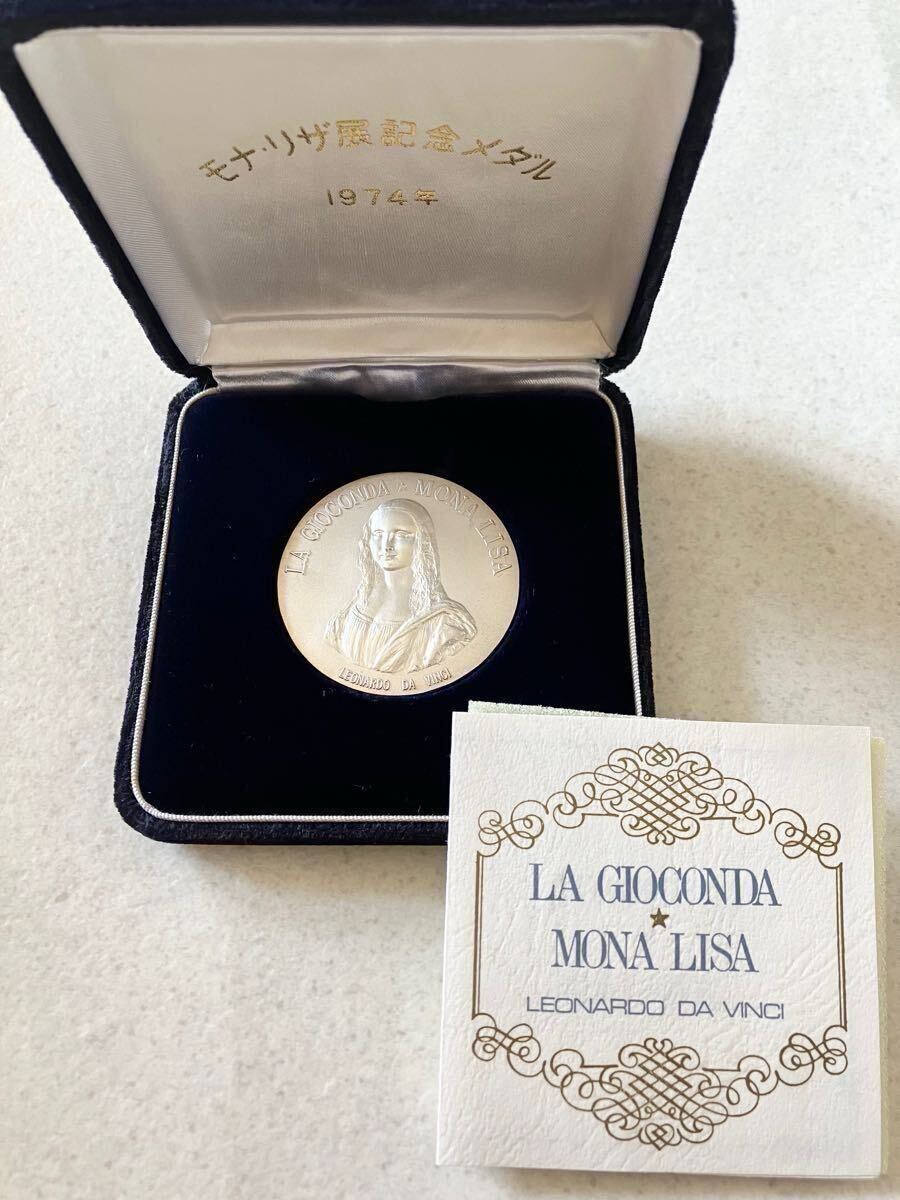 モナ・リザ展記念メダル
1974年
LA GIOCONDA ★ MONA LISA
LEONARDO DA VINCI
LA GIOCONDA
★
MONA LISA
LEONARDO DA VINCI